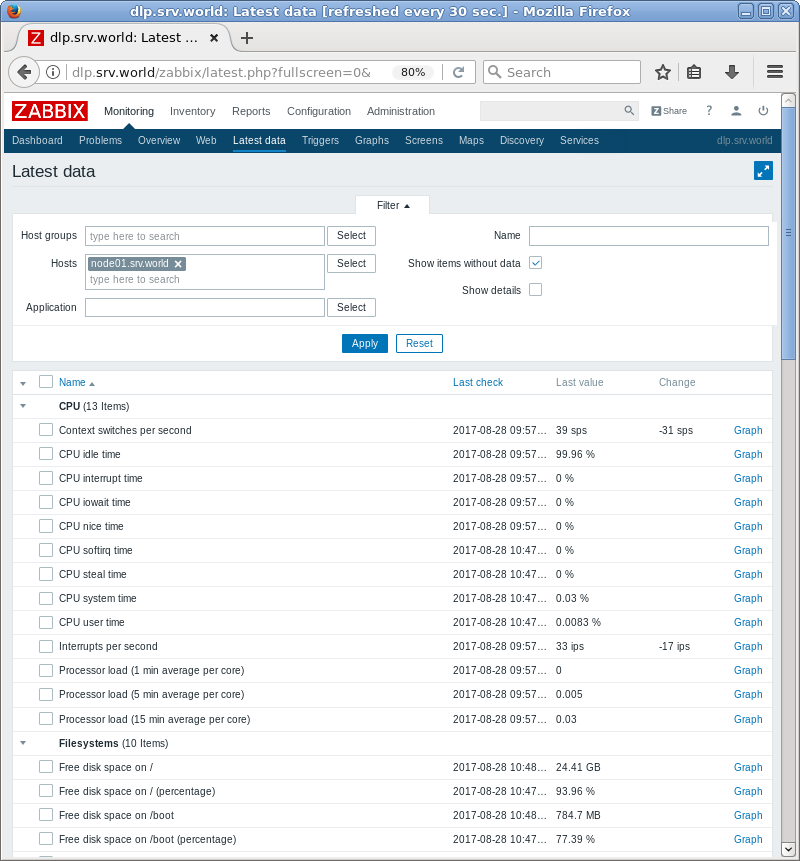 dlp.srv.world: Latest data [refreshed every 30 sec.] - Mozilla Firefox
dlp.srv.world: Latest ...
dlp.srv.world/zabbix/latest.php?fullscreen=0& 80% Search
ZABBIX Monitoring Inventory Reports Configuration Administration Z Share ?
Dashboard Problems Overview Web Latest data Triggers Graphs Screens Maps Discovery Services dlp.srv.world
Latest data
Filter
Host groups type here to search Select Name
Hosts node01.srv.world Select Show items without data
type here to search
Show details
Application Select
Apply Reset
Name Last check Last value Change
CPU (13 Items)
Context switches per second 2017-08-28 09:57... 39 sps -31 sps Graph
CPU idle time 2017-08-28 09:57... 99.96 % Graph
CPU interrupt time 2017-08-28 09:57... 0 % Graph
CPU iowait time 2017-08-28 09:57... 0 % Graph
CPU nice time 2017-08-28 09:57... 0 % Graph
CPU softirq time 2017-08-28 10:47... 0 % Graph
CPU steal time 2017-08-28 10:47... 0 % Graph
CPU system time 2017-08-28 10:47... 0.03 % Graph
CPU user time 2017-08-28 10:47... 0.0083 % Graph
Interrupts per second 2017-08-28 09:57... 33 ips -17 ips Graph
Processor load (1 min average per core) 2017-08-28 09:57... 0 Graph
Processor load (5 min average per core) 2017-08-28 09:57... 0.005 Graph
Processor load (15 min average per core) 2017-08-28 09:57... 0.03 Graph
Filesystems (10 Items)
Free disk space on / 2017-08-28 10:48... 24.41 GB Graph
Free disk space on / (percentage) 2017-08-28 10:47... 93.96 % Graph
Free disk space on /boot 2017-08-28 10:48... 784.7 MB Graph
Free disk space on /boot (percentage) 2017-08-28 10:47... 77.39 % Graph